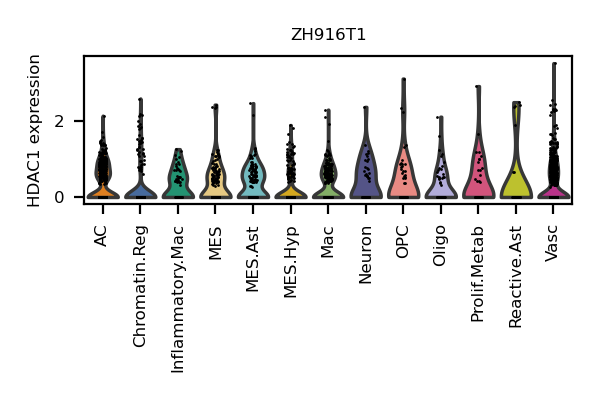 ZH916T1
HDAC1 expression
2
0
AC
Chromatin.Reg
Inflammatory.Mac
MES
MES.Ast
MES.Hyp
Mac
Neuron
OPC
Oligo
Prolif.Metab
Reactive.Ast
Vasc